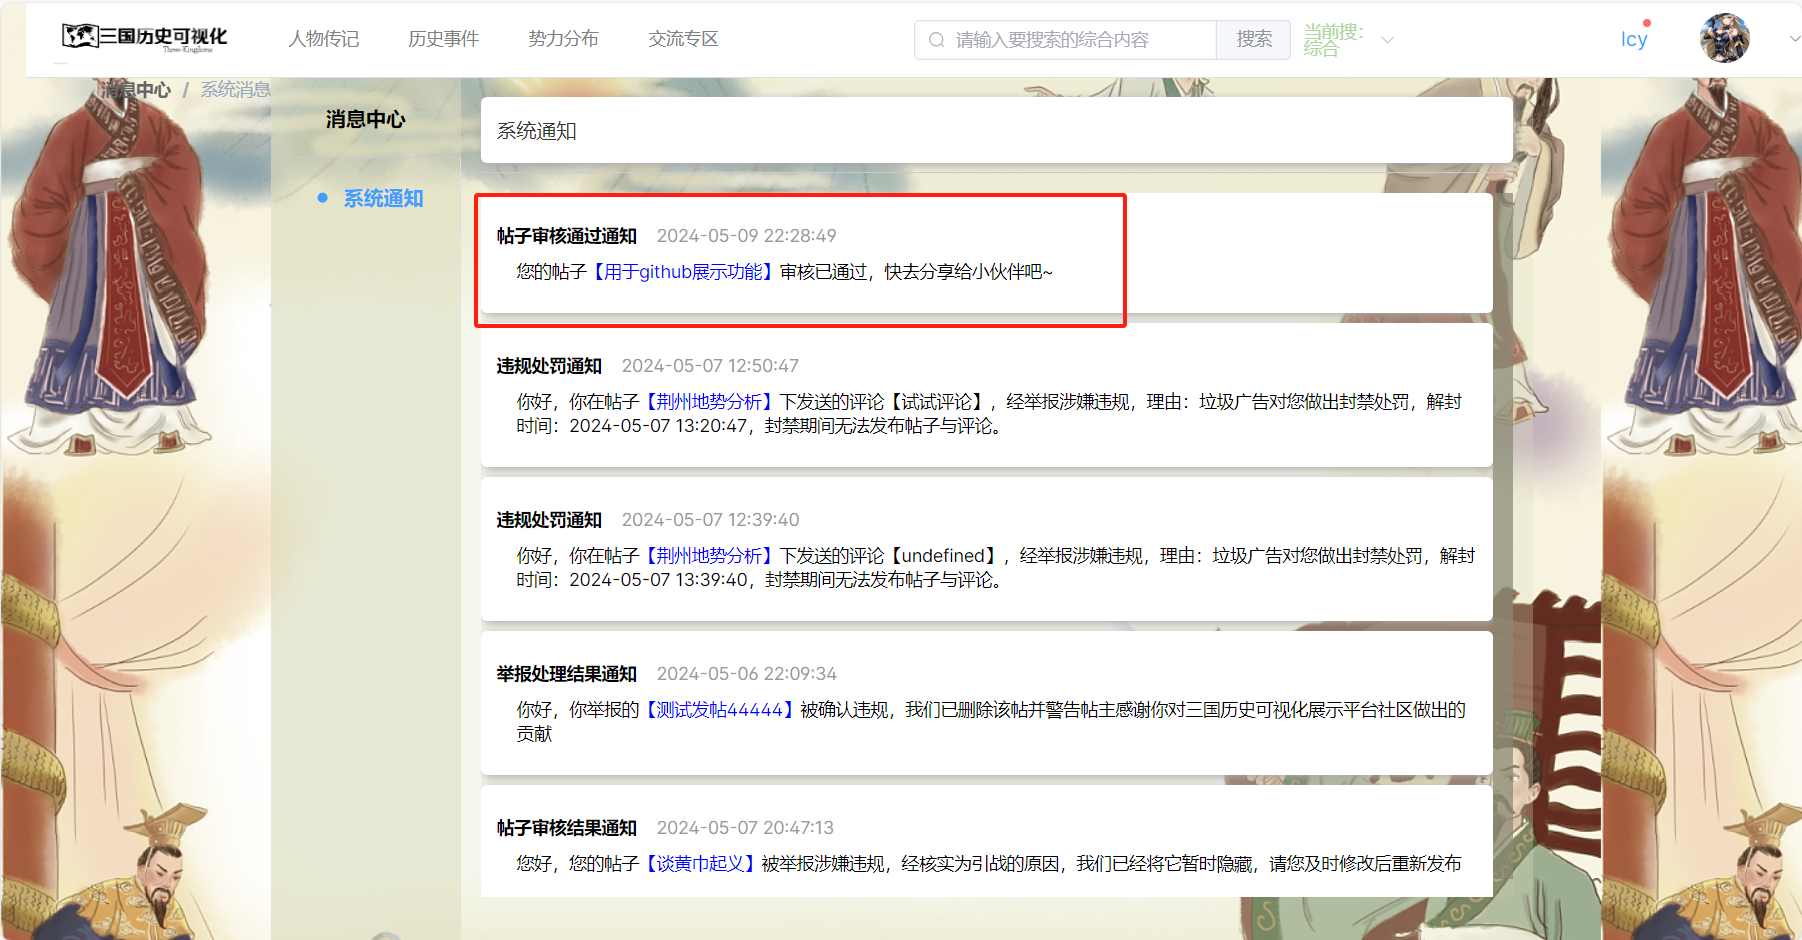 三国历史可视化
Three-Kingdoms
人物传记
历史事件
势力分布
交流专区
请输入要搜索的综合内容
搜索
当前搜：
综合
Icy
消息中心 / 系统消息
消息中心
系统通知
系统通知
帖子审核通过通知 2024-05-09 22:28:49
您的帖子【用于github展示功能】审核已通过，快去分享给小伙伴吧~
违规处罚通知 2024-05-07 12:50:47
你好，你在帖子【荆州地势分析】下发送的评论【试试评论】，经举报涉嫌违规，理由：垃圾广告对您做出封禁处罚，解封
时间：2024-05-07 13:20:47，封禁期间无法发布帖子与评论。
违规处罚通知 2024-05-07 12:39:40
你好，你在帖子【荆州地势分析】下发送的评论【undefined】，经举报涉嫌违规，理由：垃圾广告对您做出封禁处罚，解封
时间：2024-05-07 13:39:40，封禁期间无法发布帖子与评论。
举报处理结果通知 2024-05-06 22:09:34
你好，你举报的【测试发帖44444】被确认违规，我们已删除该帖并警告帖主感谢你对三国历史可视化展示平台社区做出的
贡献
帖子审核结果通知 2024-05-07 20:47:13
您好，您的帖子【谈黄巾起义】被举报涉嫌违规，经核实为引战的原因，我们已经将它暂时隐藏，请您及时修改后重新发布